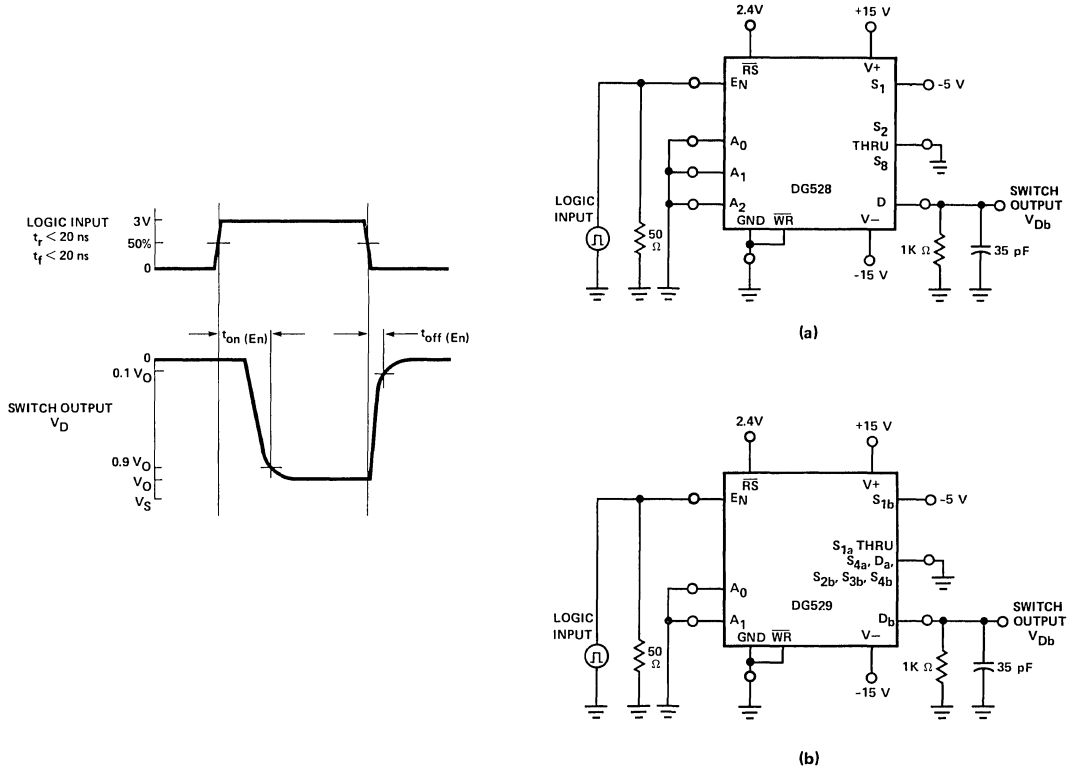 LOGIC INPUT
tr < 20 ns
tf < 20 ns
3V
50%
0
ton (En)
toff (En)
SWITCH OUTPUT
VD
0
0.1 VO
0.9 VO
VO
VS
2.4V
+15 V
RS
V+
EN
S1
-5 V
A0
S2
THRU
S8
A1
A2
DG528
D
SWITCH
OUTPUT
VDb
LOGIC
INPUT
GND
WR
V−
50
Ω
1K Ω
35 pF
-15 V
(a)
2.4V
+15 V
RS
V+
EN
S1b
-5 V
S1a THRU
S4a, Da,
S2b, S3b, S4b
A0
DG529
A1
Db
SWITCH
OUTPUT
VDb
LOGIC
INPUT
GND
WR
V−
50
Ω
1K Ω
35 pF
-15 V
(b)